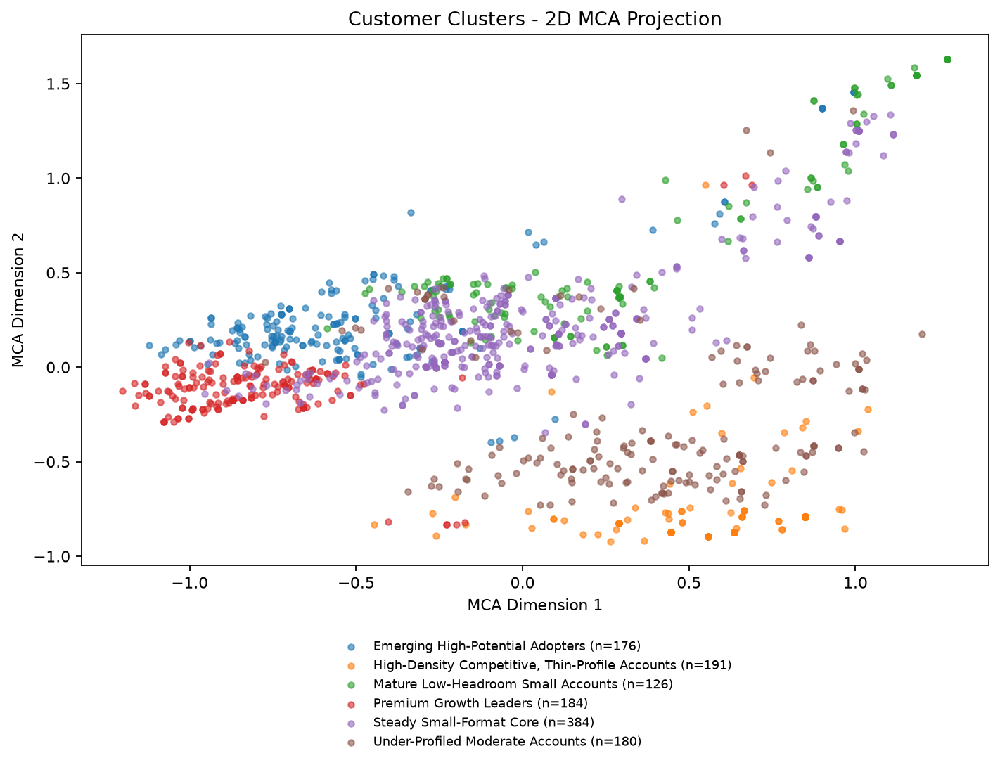 Customer Clusters - 2D MCA Projection
MCA Dimension 2
1.5
1.0
0.5
0.0
−0.5
−1.0
−1.0
−0.5
0.0
0.5
1.0
MCA Dimension 1
Emerging High-Potential Adopters (n=176)
High-Density Competitive, Thin-Profile Accounts (n=191)
Mature Low-Headroom Small Accounts (n=126)
Premium Growth Leaders (n=184)
Steady Small-Format Core (n=384)
Under-Profiled Moderate Accounts (n=180)